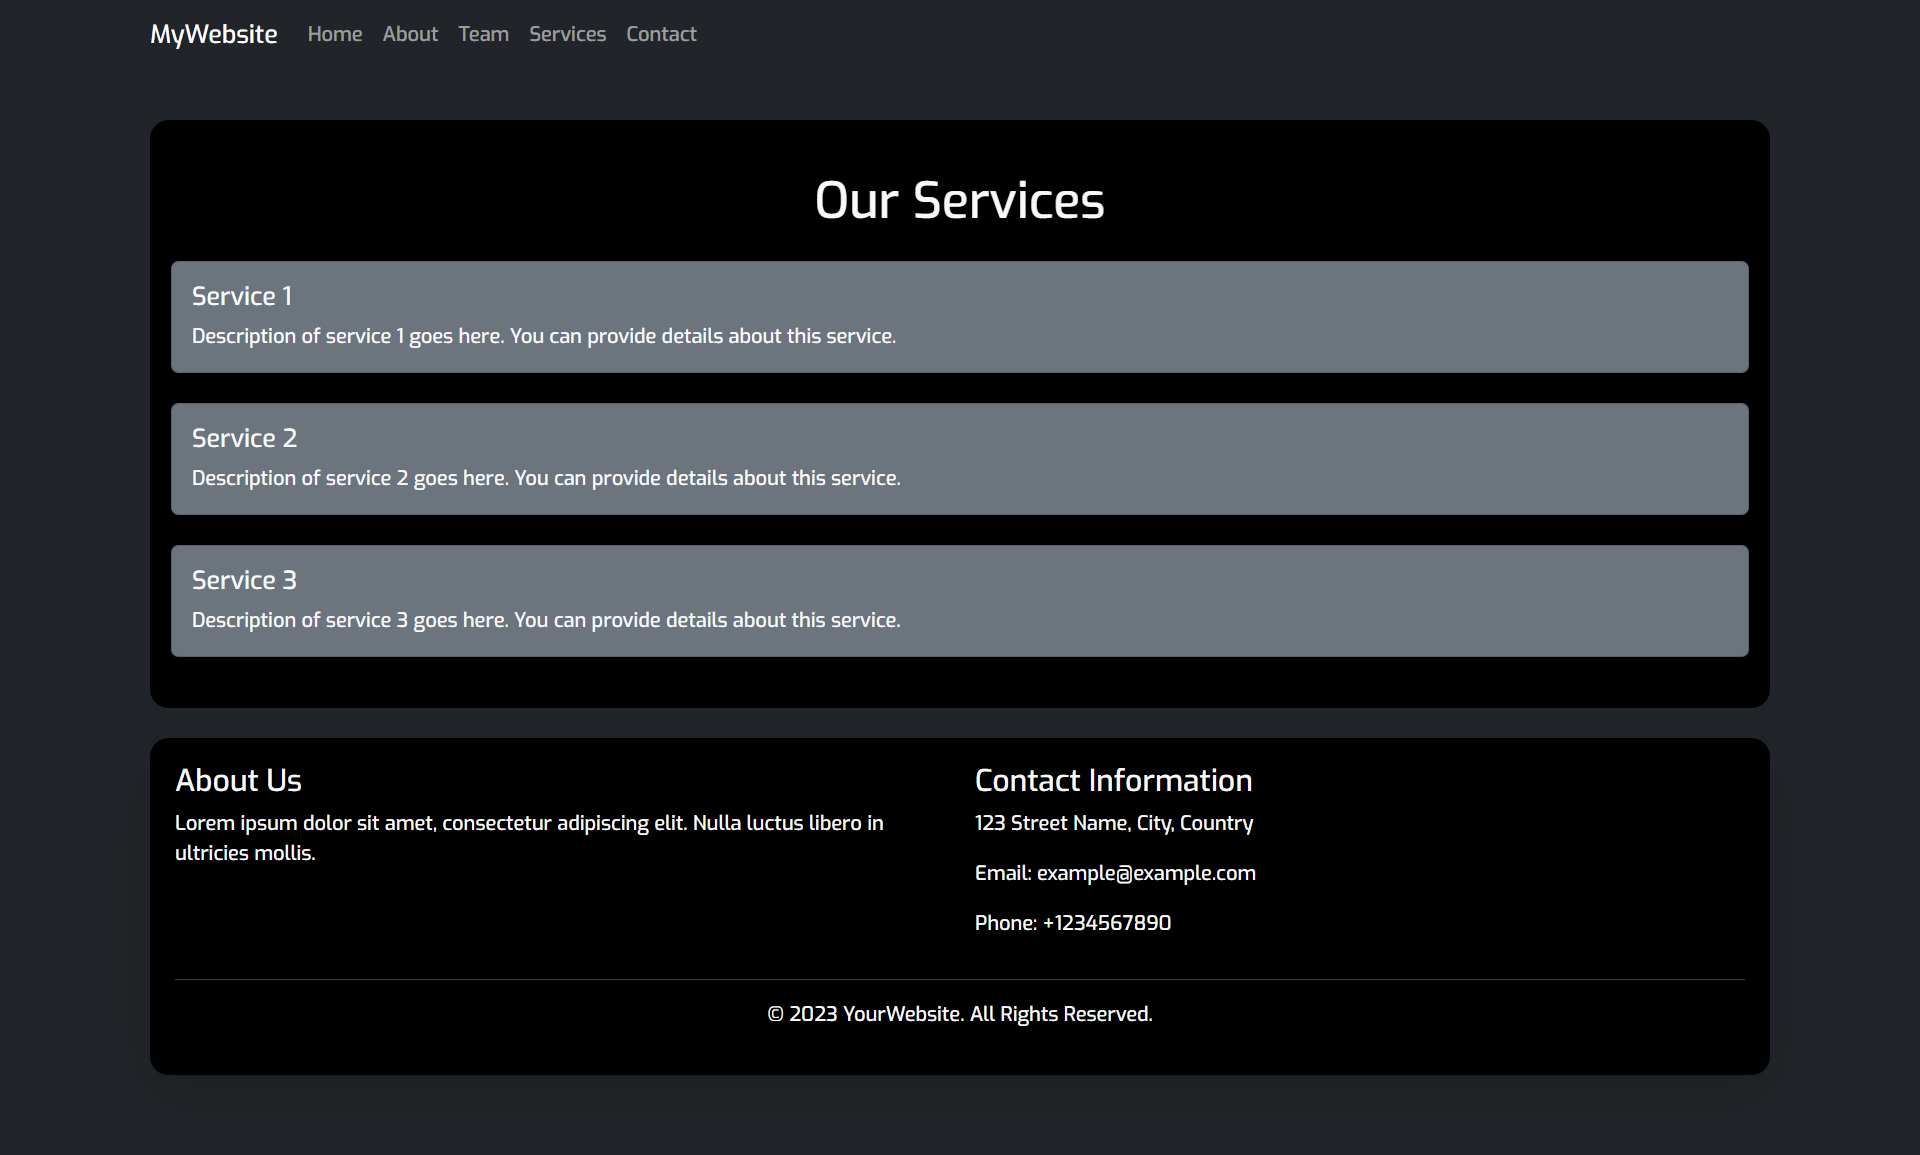 MyWebsite Home About Team Services Contact
Our Services
Service 1
Description of service 1 goes here. You can provide details about this service.
Service 2
Description of service 2 goes here. You can provide details about this service.
Service 3
Description of service 3 goes here. You can provide details about this service.
About Us
Lorem ipsum dolor sit amet, consectetur adipiscing elit. Nulla luctus libero in
ultricies mollis.
Contact Information
123 Street Name, City, Country
Email: example@example.com
Phone: +1234567890
© 2023 YourWebsite. All Rights Reserved.